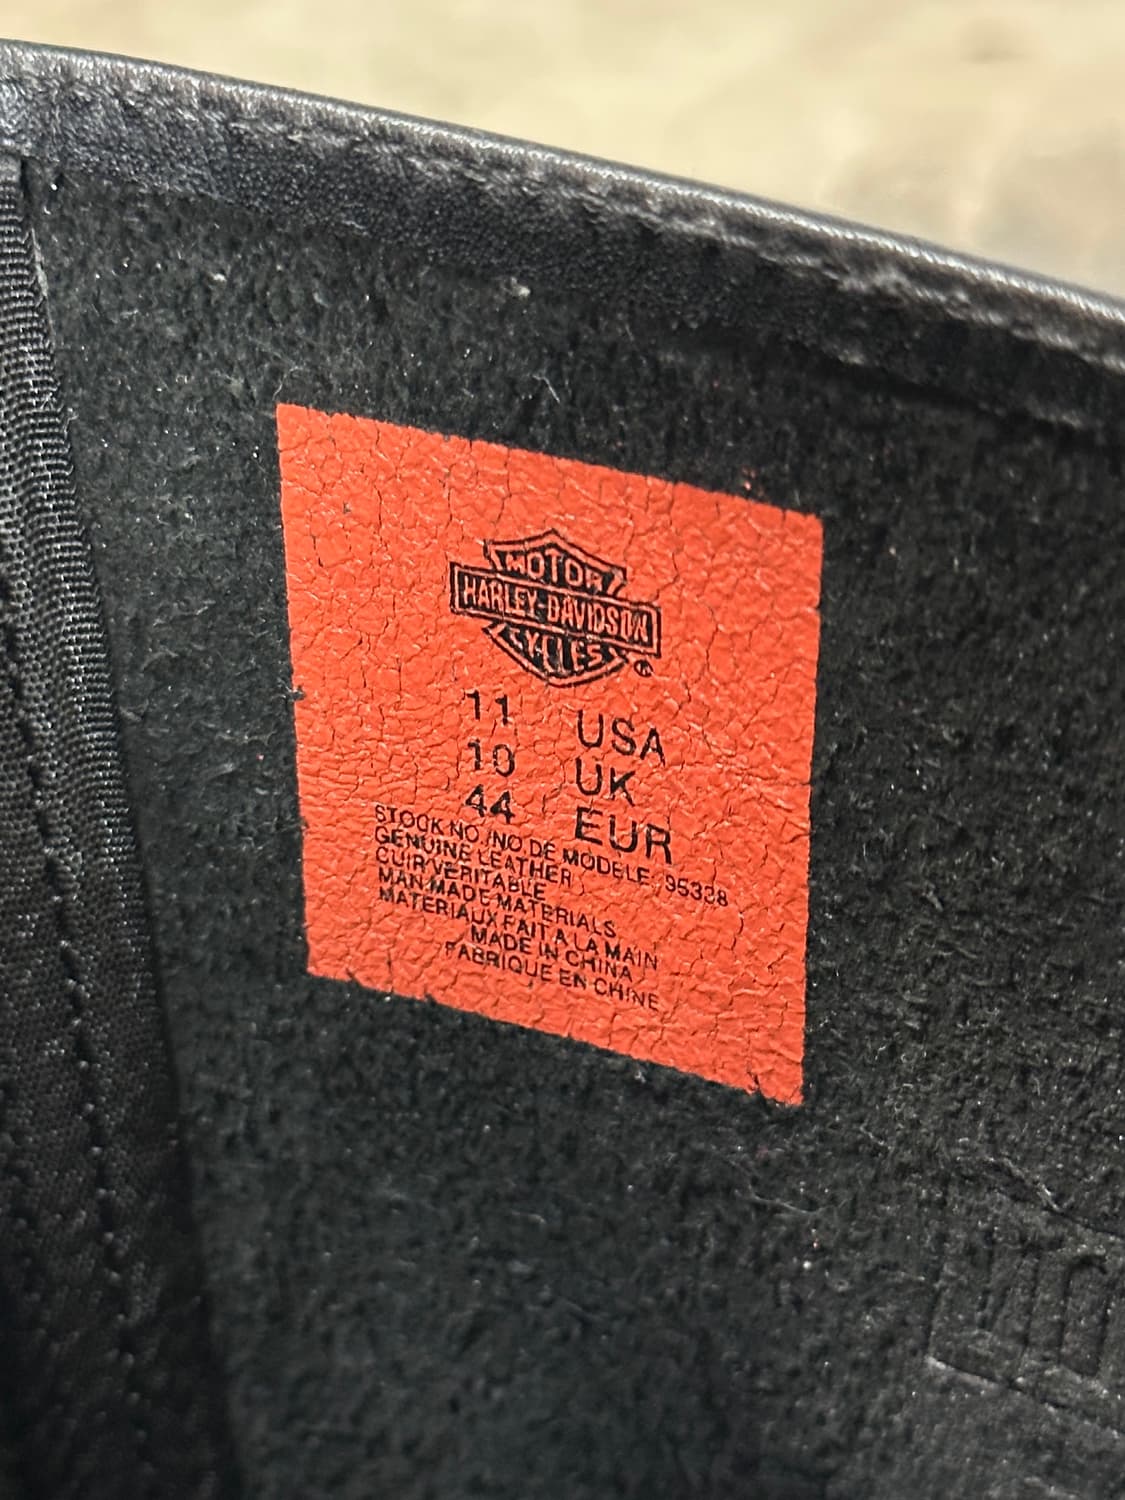 MOTOR
HARLEY-DAVIDSON
CYCLES ®
11 USA
10 UK
44 EUR
STOCK NO./NO.DE MODELE 95338
GENUINE LEATHER
CUIR VERITABLE
MAN MADE MATERIALS
MATERIAUX FAIT A LA MAIN
MADE IN CHINA
FABRIQUE EN CHINE